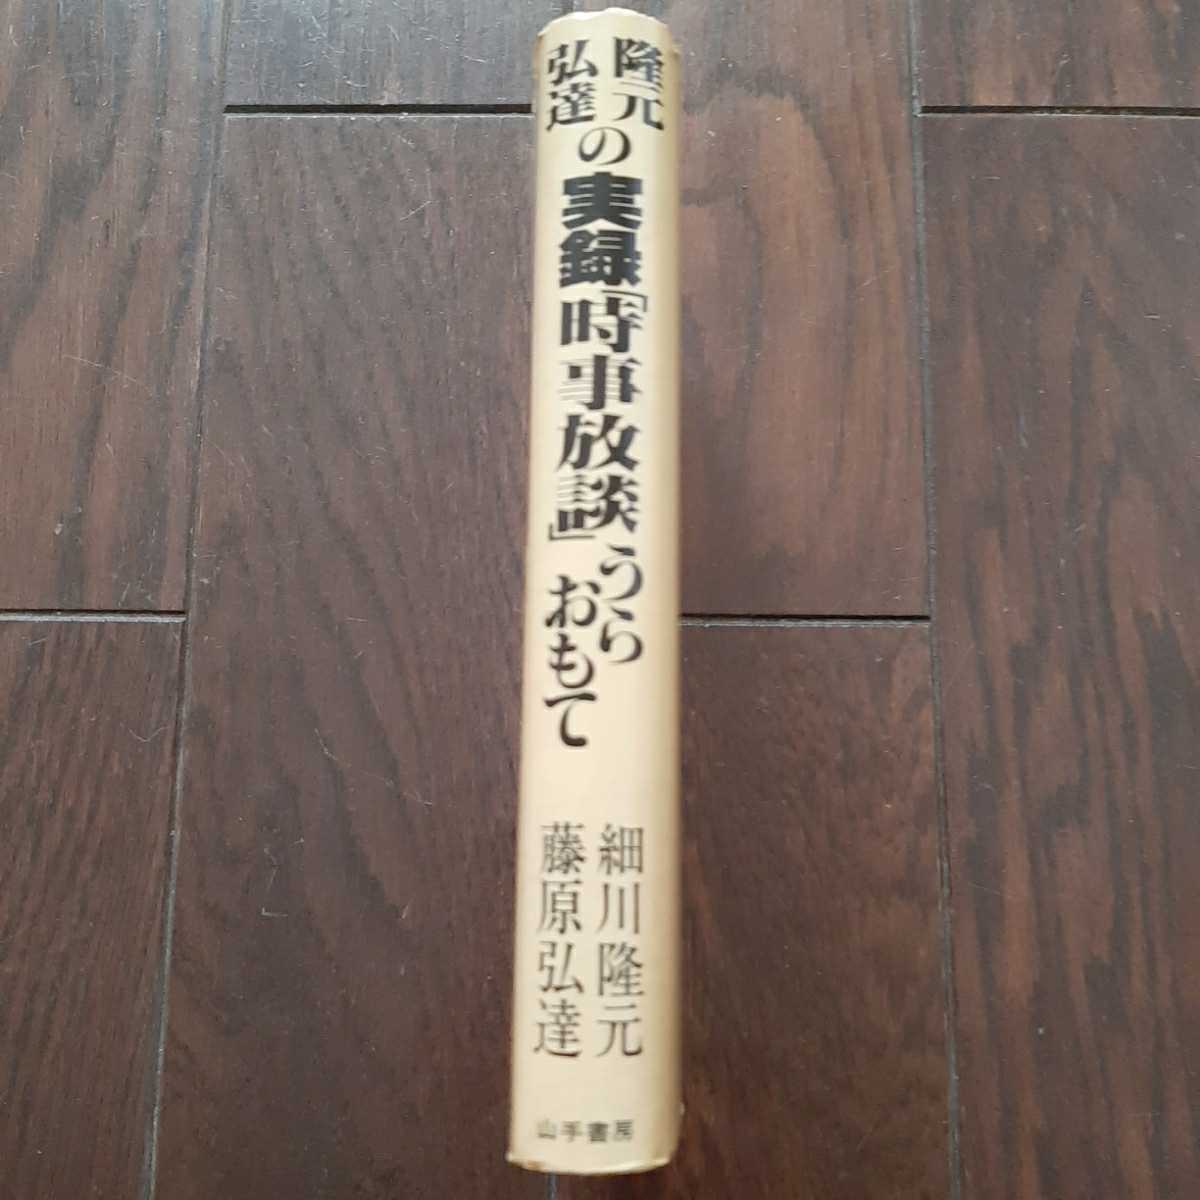 隆元
弘達
の
実録「時事放談」
うら
おもて
細川隆元
藤原弘達
山手書房